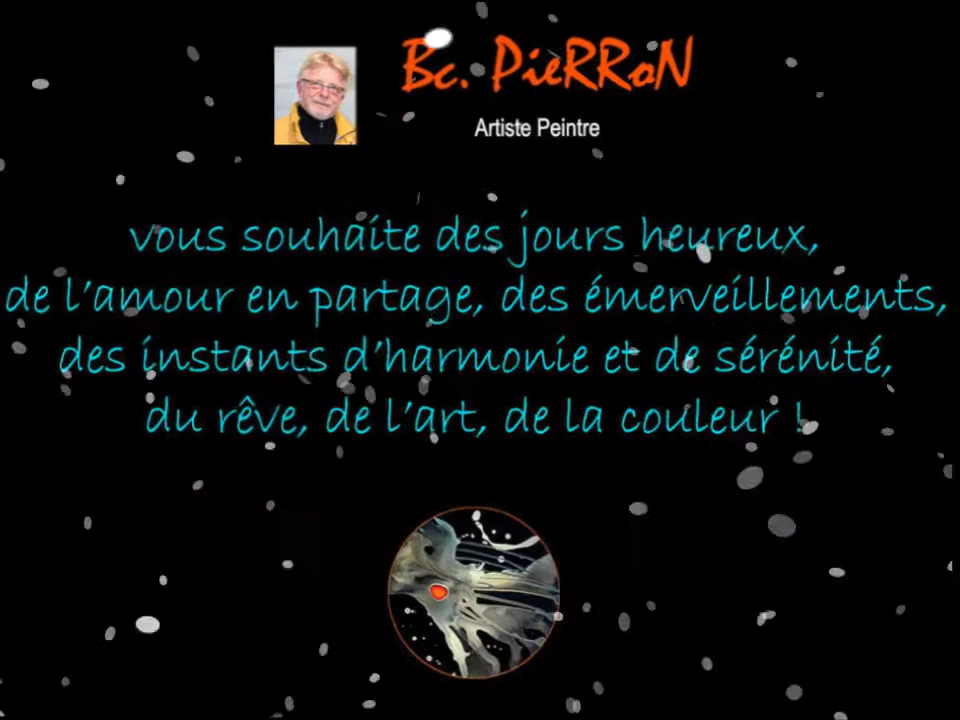 Bc. PieRRoN
Artiste Peintre
vous souhaite des jours heureux,
de l'amour en partage, des émerveillements,
des instants d'harmonie et de sérénité,
du rêve, de l'art, de la couleur !